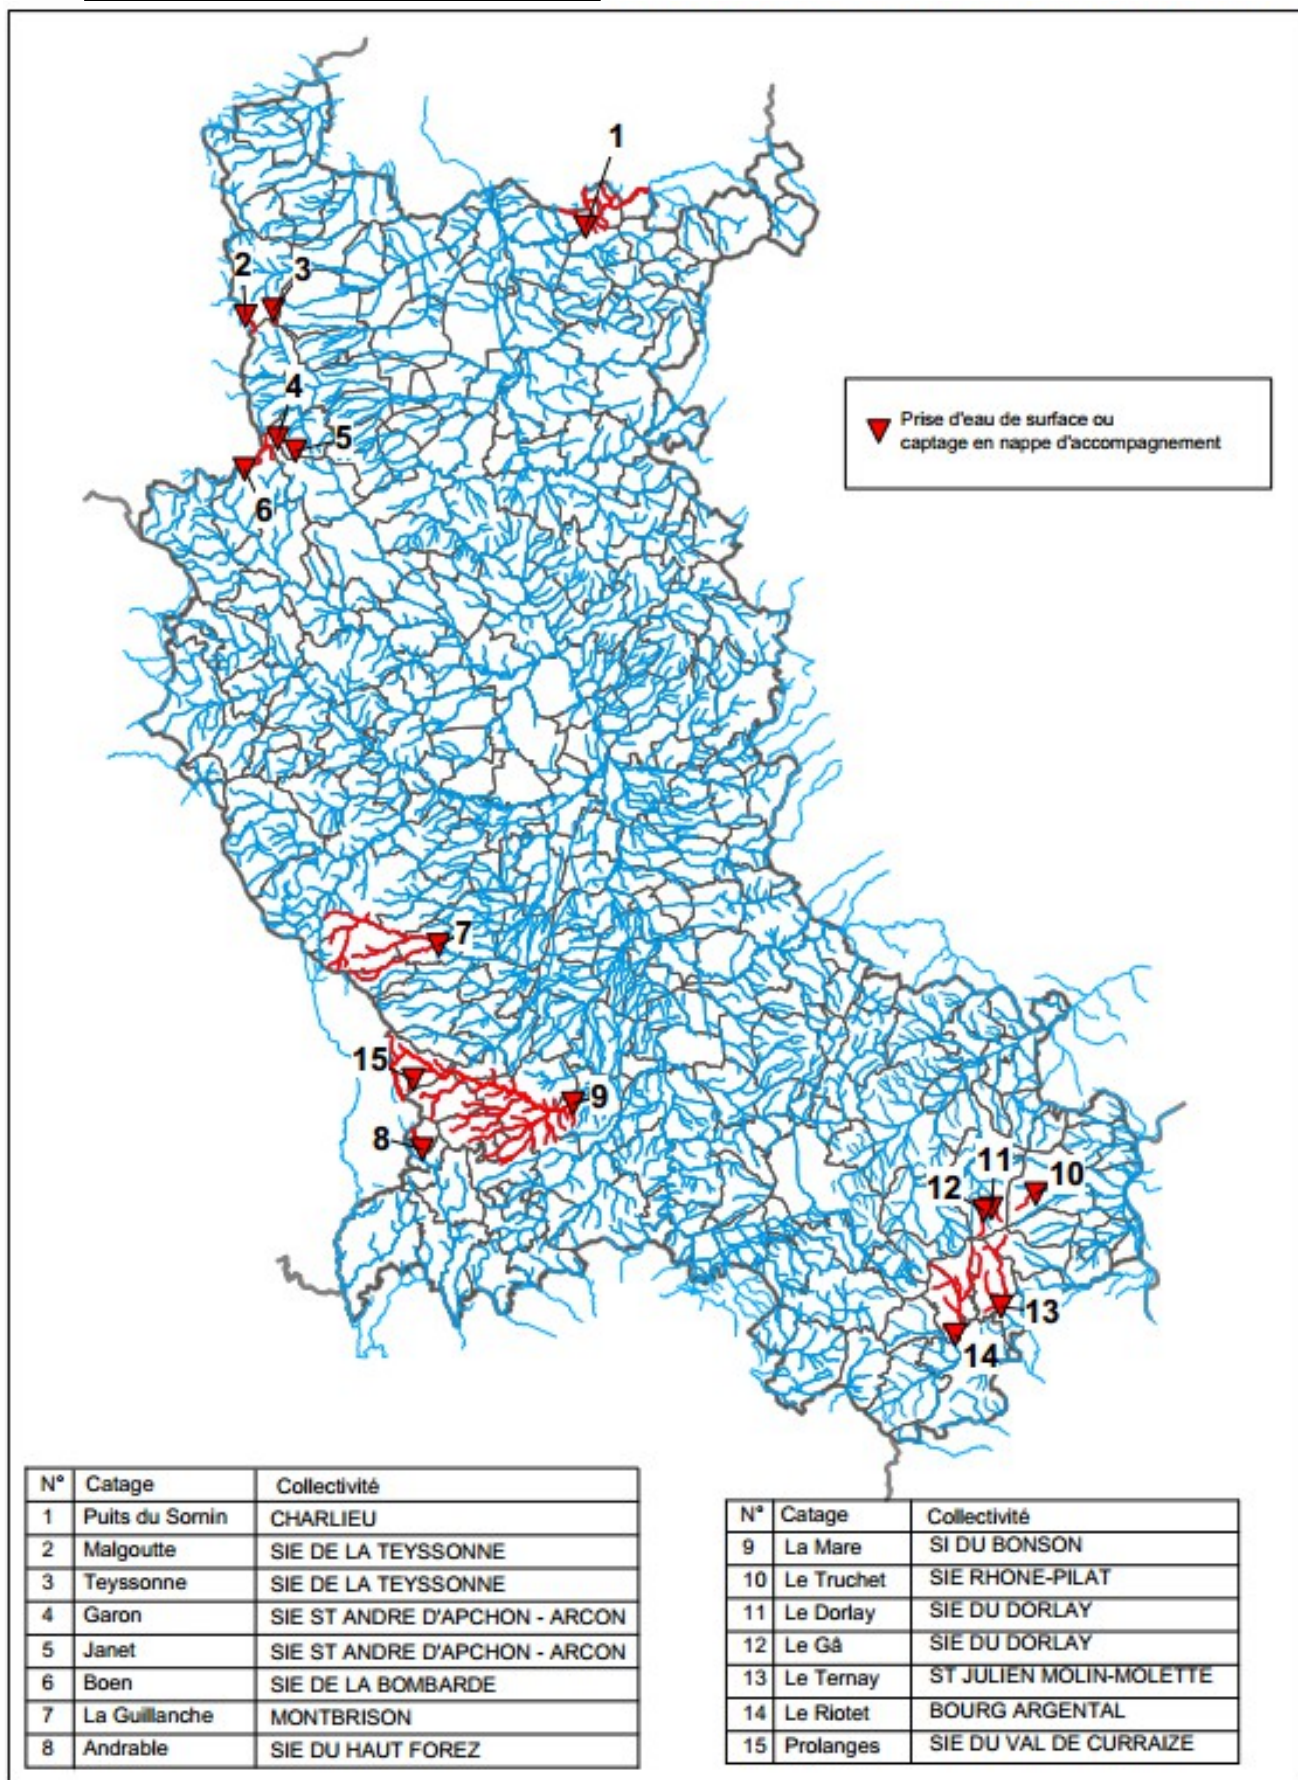 1
2
3
4
5
6
Prise d'eau de surface ou
captage en nappe d'accompagnement
7
15
9
8
11
12
10
13
14
N° Catage Collectivité
1 Puits du Sornin CHARLIEU
2 Malgoutte SIE DE LA TEYSSONNE
3 Teyssonne SIE DE LA TEYSSONNE
4 Garon SIE ST ANDRE D'APCHON - ARCON
5 Janet SIE ST ANDRE D'APCHON - ARCON
6 Boen SIE DE LA BOMBARDE
7 La Guillanche MONTBRISON
8 Andrable SIE DU HAUT FOREZ
N° Catage Collectivité
9 La Mare SI DU BONSON
10 Le Truchet SIE RHONE-PILAT
11 Le Dorlay SIE DU DORLAY
12 Le Gâ SIE DU DORLAY
13 Le Ternay ST JULIEN MOLIN-MOLETTE
14 Le Riotet BOURG ARGENTAL
15 Prolanges SIE DU VAL DE CURRAIZE